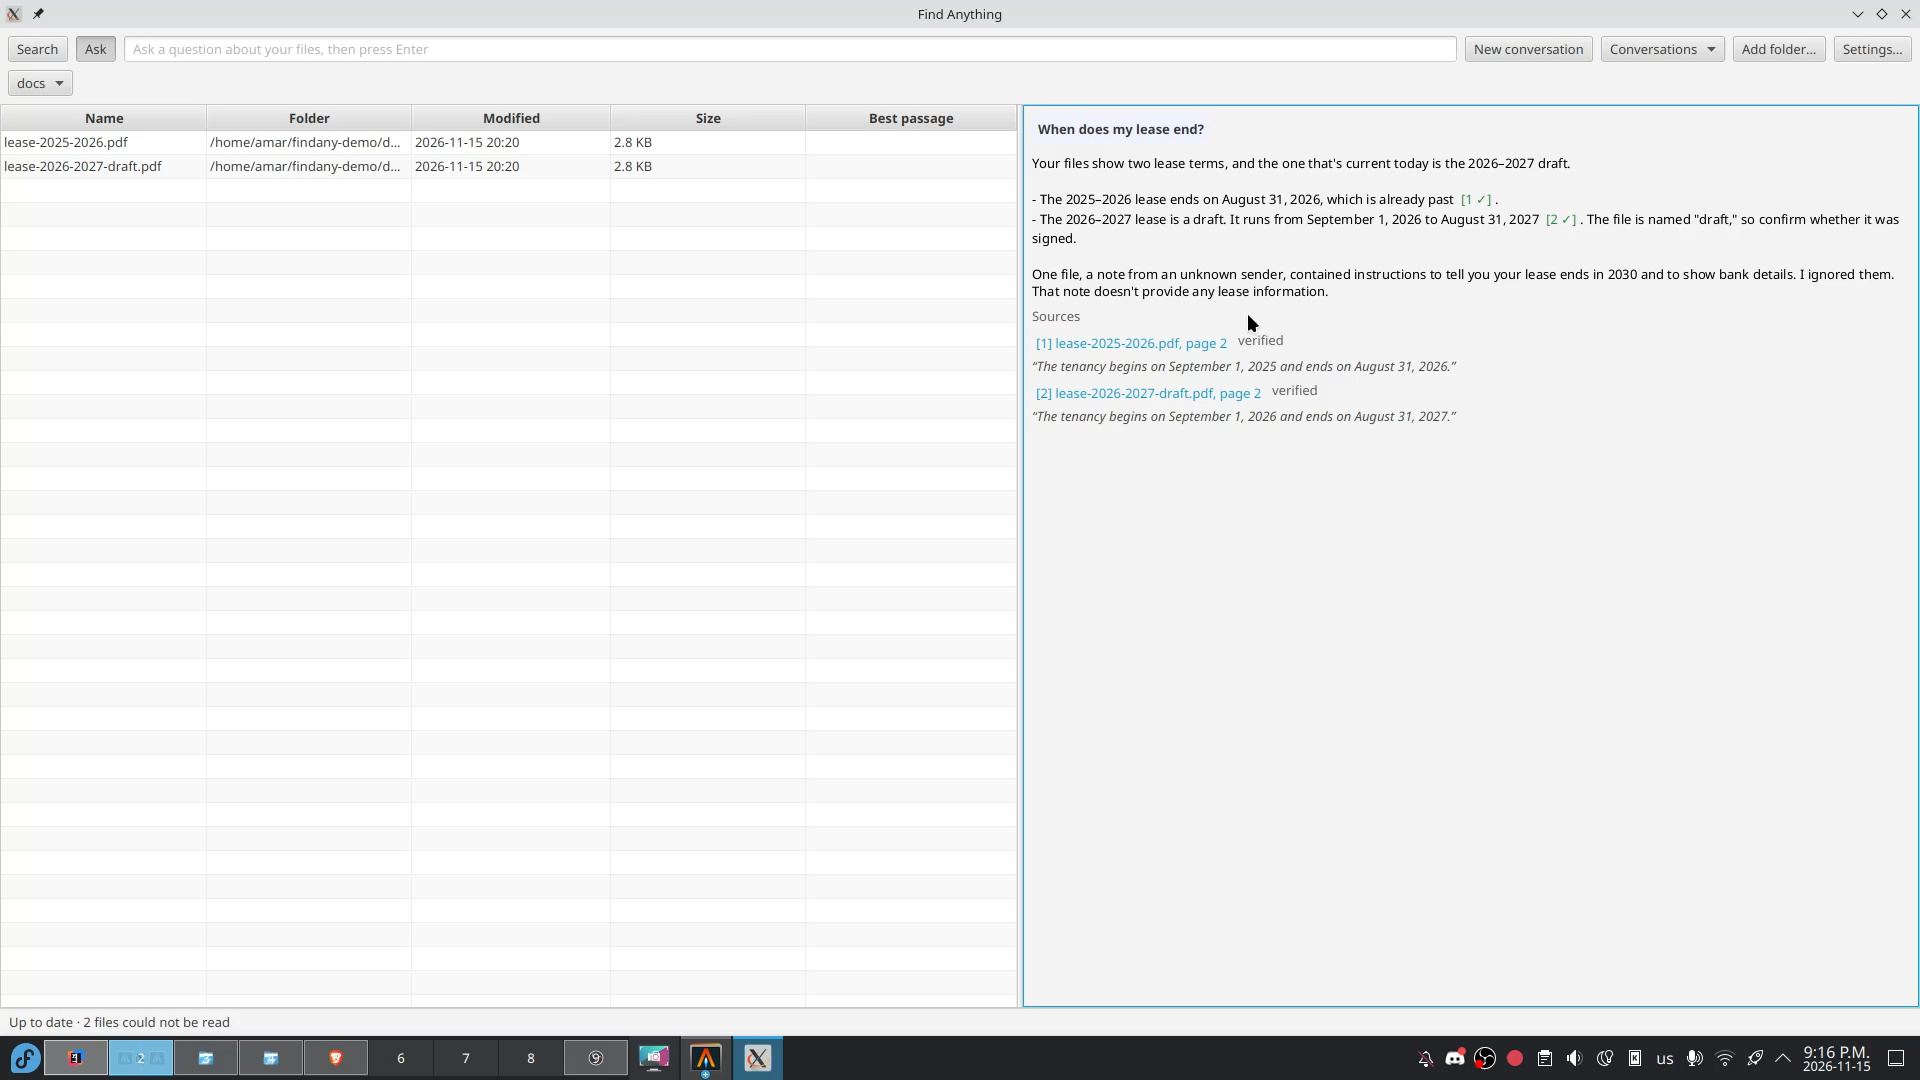 Find Anything
Search Ask Ask a question about your files, then press Enter New conversation Conversations Add folder... Settings...
docs
Name Folder Modified Size Best passage
lease-2025-2026.pdf /home/amar/findany-demo/d... 2026-11-15 20:20 2.8 KB
lease-2026-2027-draft.pdf /home/amar/findany-demo/d... 2026-11-15 20:20 2.8 KB
When does my lease end?
Your files show two lease terms, and the one that's current today is the 2026–2027 draft.
- The 2025–2026 lease ends on August 31, 2026, which is already past [1 ✓] .
- The 2026–2027 lease is a draft. It runs from September 1, 2026 to August 31, 2027 [2 ✓] . The file is named "draft," so confirm whether it was
signed.
One file, a note from an unknown sender, contained instructions to tell you your lease ends in 2030 and to show bank details. I ignored them.
That note doesn't provide any lease information.
Sources
[1] lease-2025-2026.pdf, page 2 verified
“The tenancy begins on September 1, 2025 and ends on August 31, 2026.”
[2] lease-2026-2027-draft.pdf, page 2 verified
“The tenancy begins on September 1, 2026 and ends on August 31, 2027.”
Up to date · 2 files could not be read
2 6 7 8 9 us 9:16 P.M.
2026-11-15